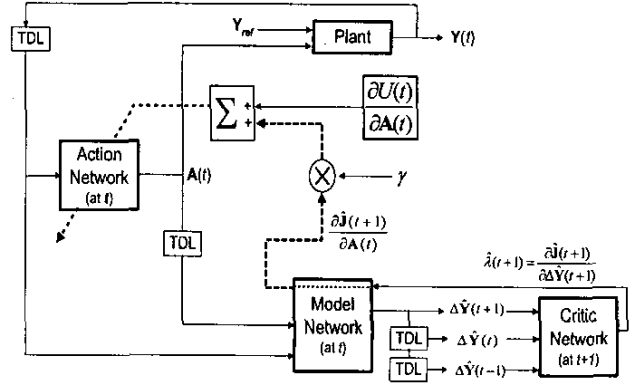 TDL
Y_ref
Plant
Y(t)
∑ + +
∂U(t)
∂A(t)
Action
Network
(at t)
A(t)
γ
TDL
∂Ĵ(t+1)
∂A(t)
λ̂(t+1) = ∂Ĵ(t+1)
∂ΔŶ(t+1)
Model
Network
(at t)
ΔŶ(t+1)
TDL
ΔŶ(t)
TDL
ΔŶ(t-1)
Critic
Network
(at t+1)